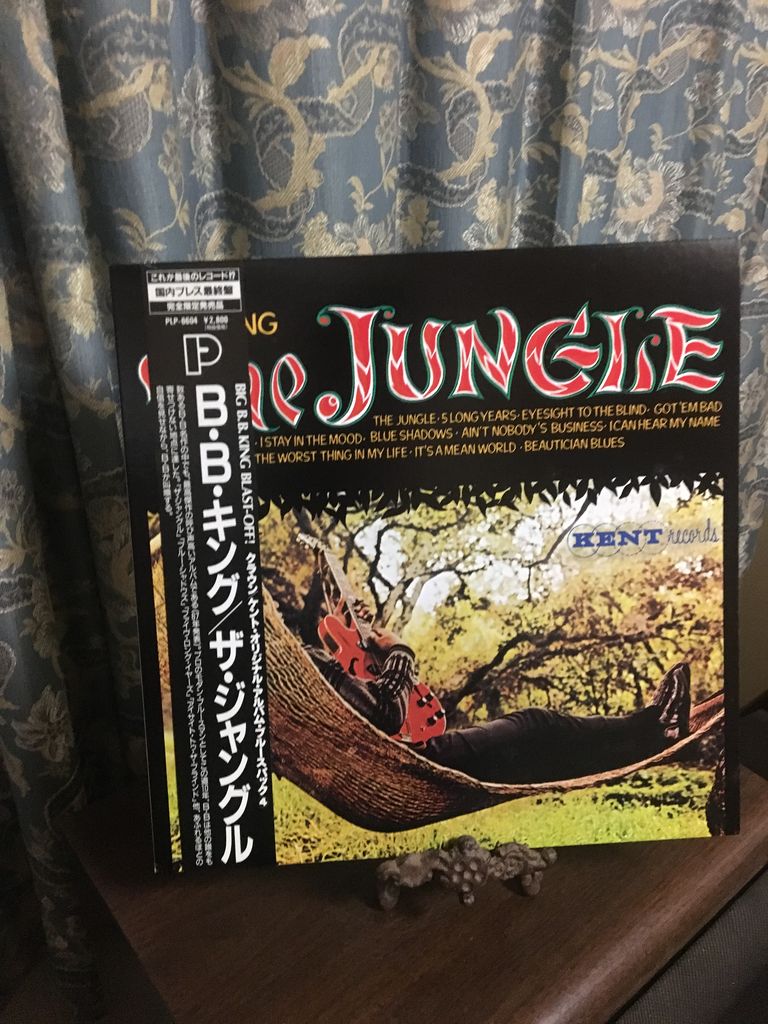 これが最後のレコード!?
国内プレス最終盤
完全限定発売品
PLP-6604 ¥2,800
P
BIG B.B.KING BLAST-OFF! クラウン/ケント・オリジナル・アルバム・ブルースパック4
B・B・キング/ザ・ジャングル
NG
The JUNGLE
THE JUNGLE · 5 LONG YEARS · EYESIGHT TO THE BLIND · GOT 'EM BAD
I STAY IN THE MOOD · BLUE SHADOWS · AIN'T NOBODY'S BUSINESS · I CAN HEAR MY NAME
THE WORST THING IN MY LIFE · IT'S A MEAN WORLD · BEAUTICIAN BLUES
KENT records